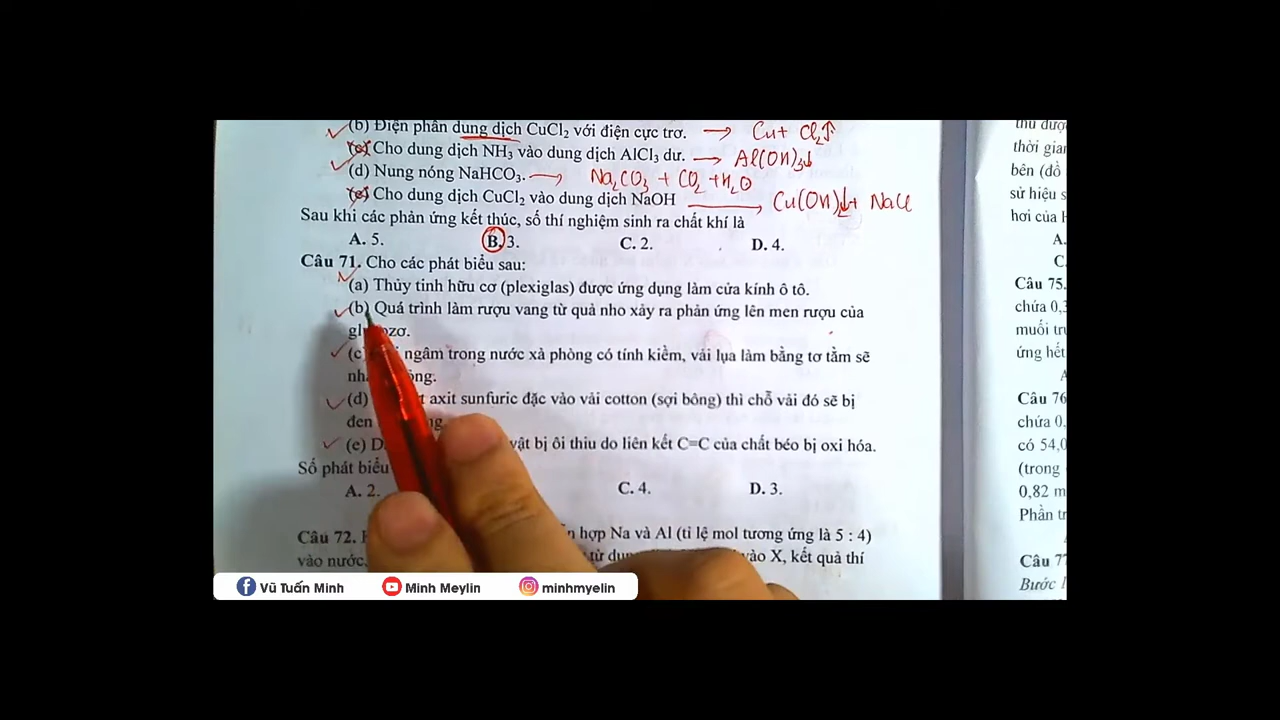 (b) Điện phân dung dịch CuCl₂ với điện cực trơ. → Cu + Cl₂↑
(c) Cho dung dịch NH₃ vào dung dịch AlCl₃ dư. → Al(OH)₃↓
(d) Nung nóng NaHCO₃. → Na₂CO₃ + CO₂ + H₂O
(e) Cho dung dịch CuCl₂ vào dung dịch NaOH → Cu(OH)₂↓ + NaCl
Sau khi các phản ứng kết thúc, số thí nghiệm sinh ra chất khí là
A. 5. B. 3. C. 2. D. 4.
Câu 71. Cho các phát biểu sau:
(a) Thủy tinh hữu cơ (plexiglas) được ứng dụng làm cửa kính ô tô.
(b) Quá trình làm rượu vang từ quả nho xảy ra phản ứng lên men rượu của
(c) ngâm trong nước xà phòng có tính kiềm, vải lụa làm bằng tơ tằm sẽ
(d) axit sunfuric đặc vào vải cotton (sợi bông) thì chỗ vải đó sẽ bị
đen
(e) vật bị ôi thiu do liên kết C=C của chất béo bị oxi hóa.
Số phát biểu
A. 2. C. 4. D. 3.
Câu 72. hợp Na và Al (tỉ lệ mol tương ứng là 5 : 4)
vào nước. từ vào X, kết quả thí
thu được
thời gian
bên (đồ
sử hiệu s
hơi của
A.
C.
Câu 75.
chứa 0,3
muối
ứng hết
A
Câu 76
chứa 0.
có 54,0
(trong
0,82 m
Phần
Câu 77
Bước
Vũ Tuấn Minh Minh Meylin minhmyelin